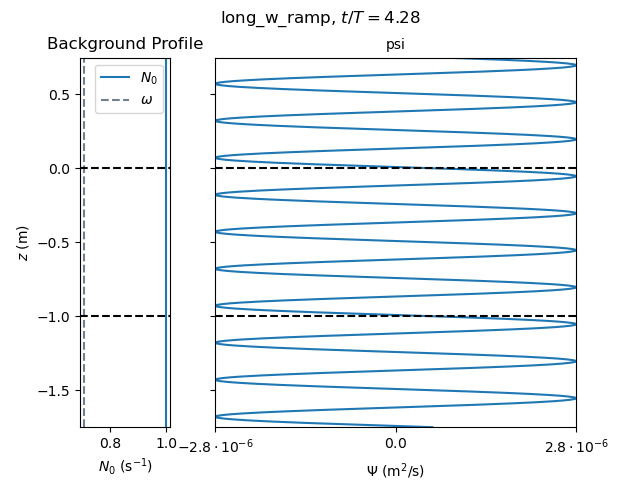 long_w_ramp, t/T = 4.28
Background Profile
psi
N₀
ω
0.5
0.0
−0.5
−1.0
−1.5
z (m)
0.8
1.0
−2.8 · 10⁻⁶
0.0
2.8 · 10⁻⁶
N₀ (s⁻¹)
Ψ (m²/s)